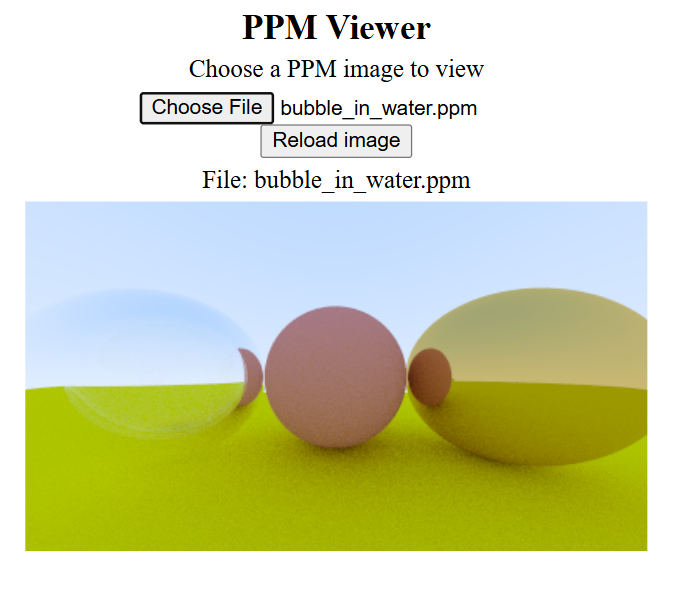 PPM Viewer
Choose a PPM image to view
Choose File bubble_in_water.ppm
Reload image
File: bubble_in_water.ppm